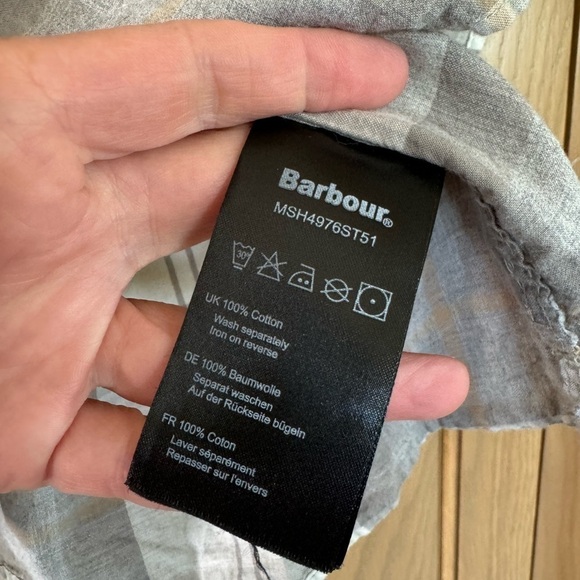 Barbour®
MSH4976ST51
30°
UK 100% Cotton
Wash separately
Iron on reverse
DE 100% Baumwolle
Separat waschen
Auf der Rückseite bügeln
FR 100% Coton
Laver séparément
Repasser sur l'envers